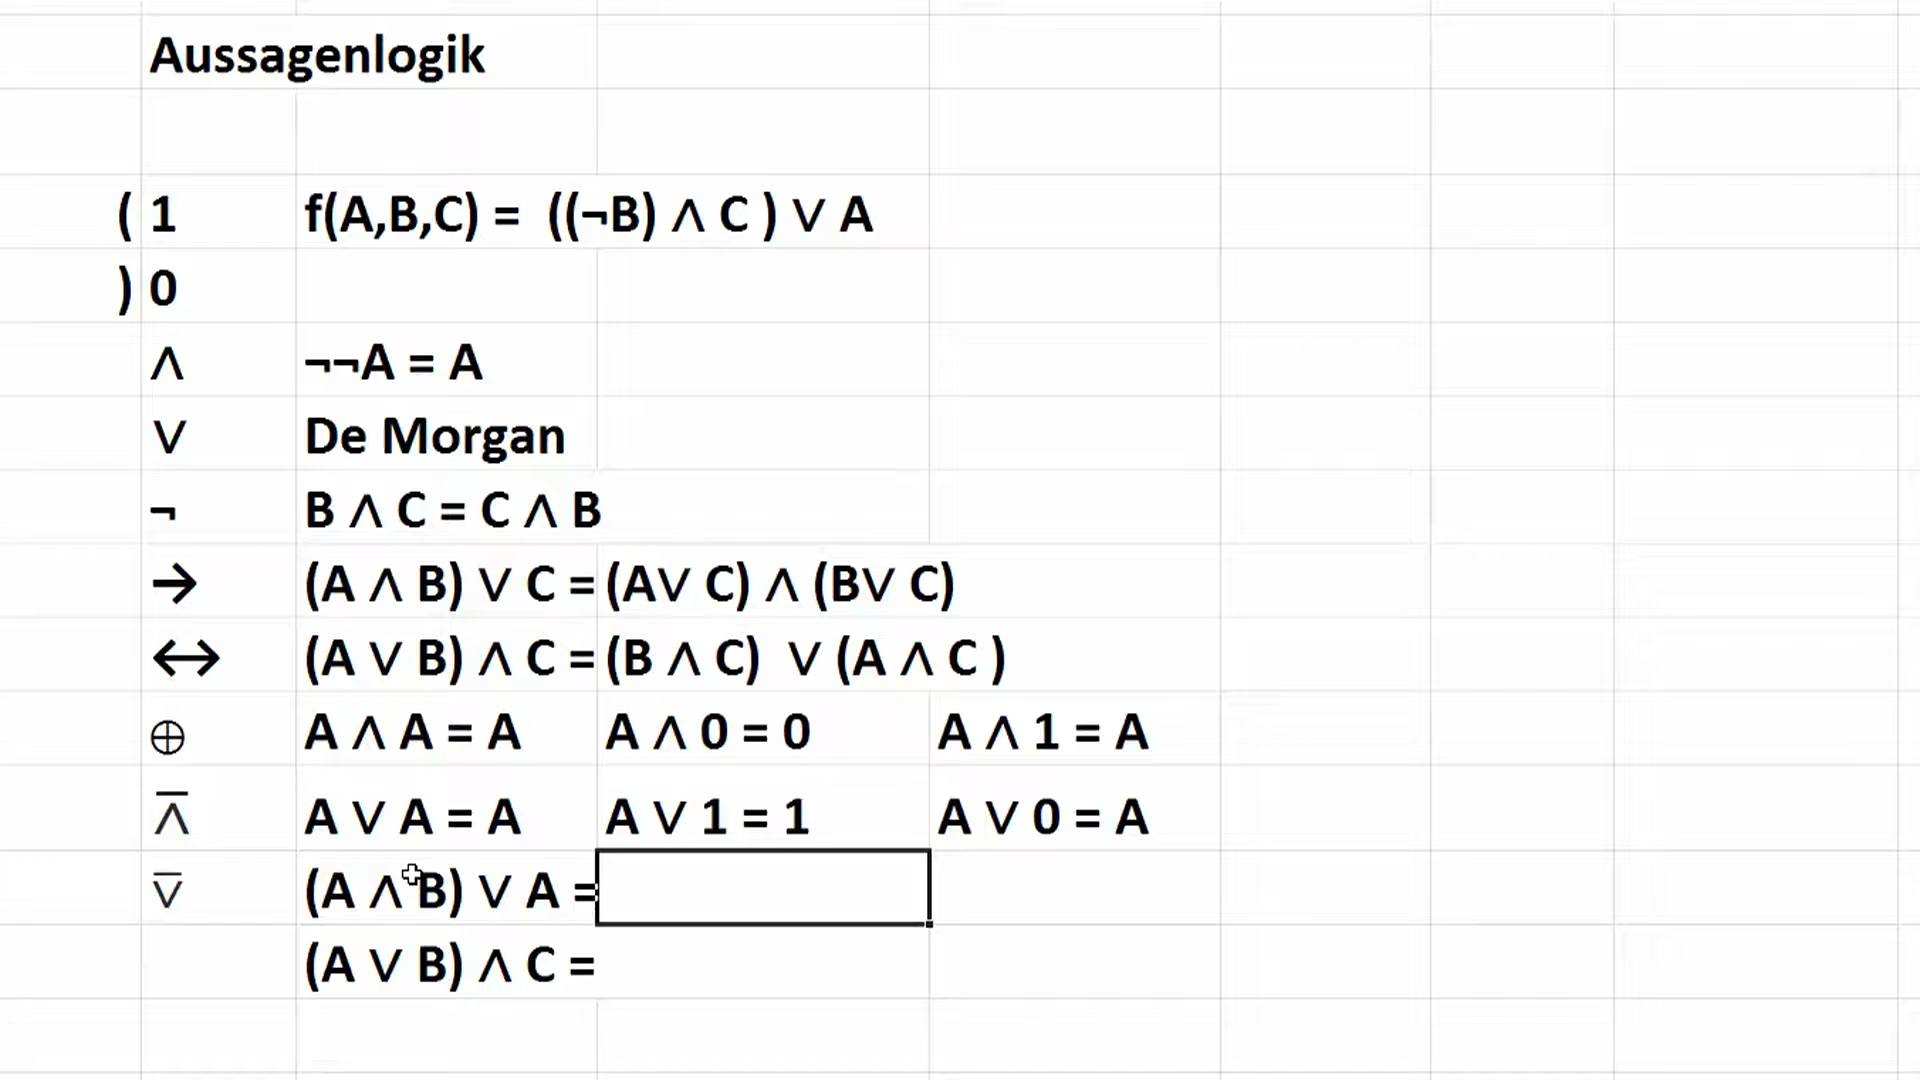 Aussagenlogik
( 1 f(A,B,C) = ((¬B) ∧ C ) ∨ A
) 0
∧ ¬¬A = A
∨ De Morgan
¬ B ∧ C = C ∧ B
→ (A ∧ B) ∨ C = (A∨ C) ∧ (B∨ C)
↔ (A ∨ B) ∧ C = (B ∧ C) ∨ (A ∧ C )
⊕ A ∧ A = A A ∧ 0 = 0 A ∧ 1 = A
⊼ A ∨ A = A A ∨ 1 = 1 A ∨ 0 = A
⊽ (A ∧ B) ∨ A =
(A ∨ B) ∧ C =